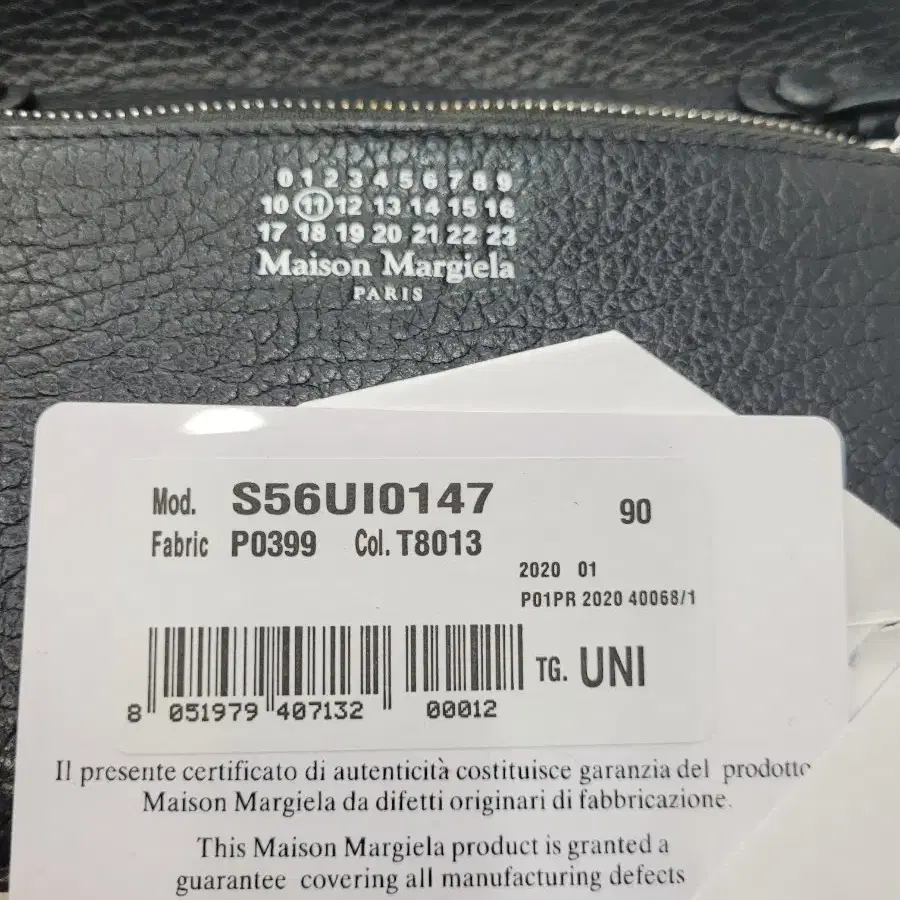 0 1 2 3 4 5 6 7 8 9
10 11 12 13 14 15 16
17 18 19 20 21 22 23
Maison Margiela
PARIS
Mod. S56UI0147 90
Fabric P0399 Col. T8013
2020 01
P01PR 2020 40068/1
TG. UNI
8 051979 407132 00012
Il presente certificato di autenticità costituisce garanzia del prodotto
Maison Margiela da difetti originari di fabbricazione.
This Maison Margiela product is granted a
guarantee covering all manufacturing defects